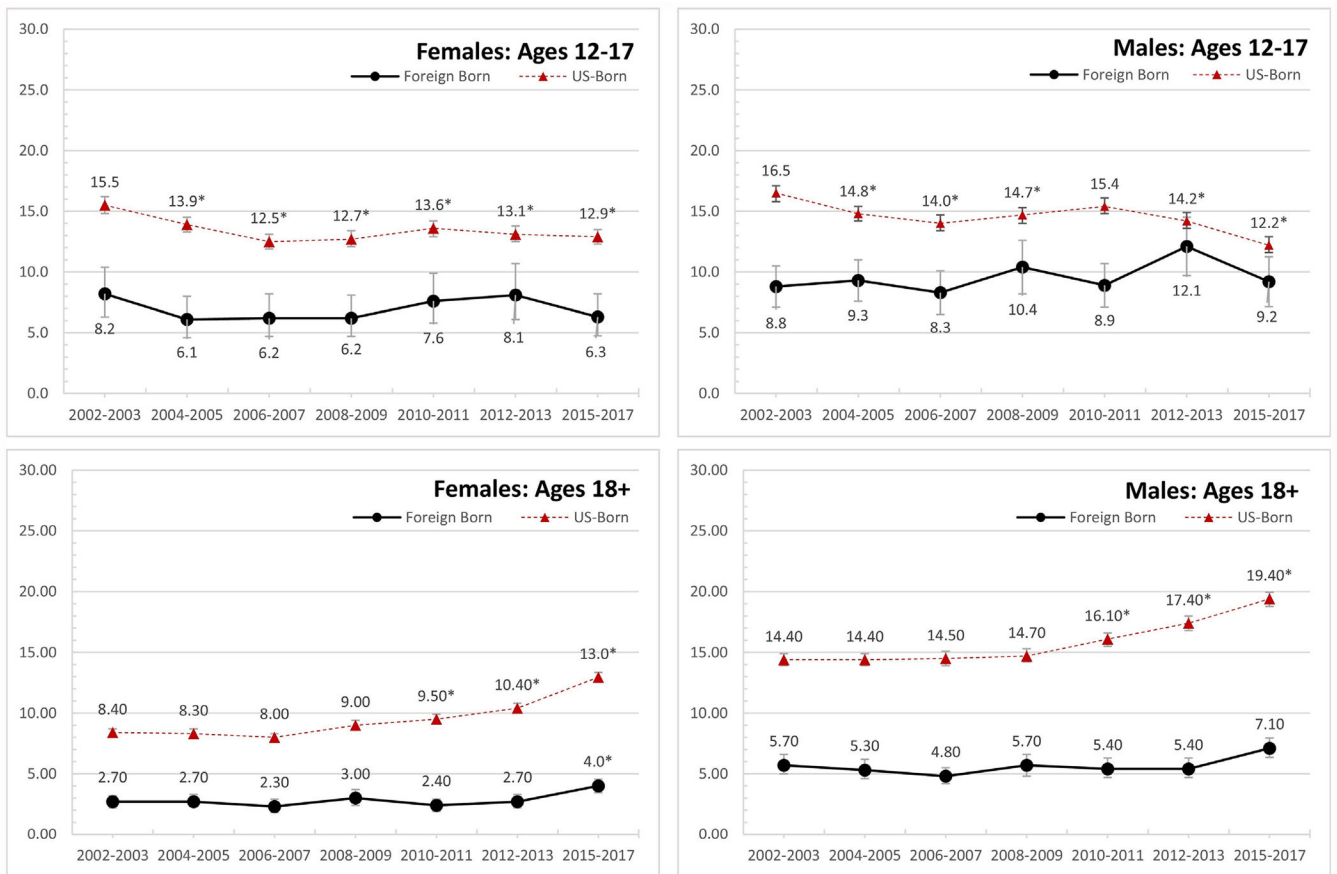 Females: Ages 12-17
Foreign Born US-Born
30.0
25.0
20.0
15.0
10.0
5.0
0.0
15.5 13.9* 12.5* 12.7* 13.6* 13.1* 12.9*
8.2 6.1 6.2 6.2 7.6 8.1 6.3
2002-2003 2004-2005 2006-2007 2008-2009 2010-2011 2012-2013 2015-2017
Males: Ages 12-17
Foreign Born US-Born
30.0
25.0
20.0
15.0
10.0
5.0
0.0
16.5 14.8* 14.0* 14.7* 15.4 14.2* 12.2*
8.8 9.3 8.3 10.4 8.9 12.1 9.2
2002-2003 2004-2005 2006-2007 2008-2009 2010-2011 2012-2013 2015-2017
Females: Ages 18+
Foreign Born US-Born
30.00
25.00
20.00
15.00
10.00
5.00
0.00
8.40 8.30 8.00 9.00 9.50* 10.40* 13.0*
2.70 2.70 2.30 3.00 2.40 2.70 4.0*
2002-2003 2004-2005 2006-2007 2008-2009 2010-2011 2012-2013 2015-2017
Males: Ages 18+
Foreign Born US-Born
30.00
25.00
20.00
15.00
10.00
5.00
0.00
14.40 14.40 14.50 14.70 16.10* 17.40* 19.40*
5.70 5.30 4.80 5.70 5.40 5.40 7.10
2002-2003 2004-2005 2006-2007 2008-2009 2010-2011 2012-2013 2015-2017